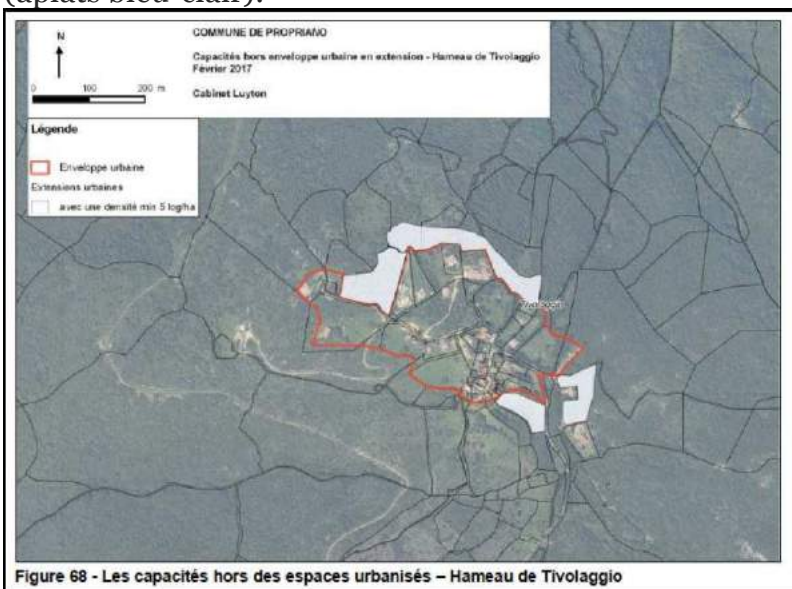 (aplats bleu clair).
COMMUNE DE PROPRIANO
Capacités hors enveloppe urbaine en extension - Hameau de Tivolaggio
Février 2017
Cabinet Luyton
N
0 100 200 m
Légende
Enveloppe urbaine
Extensions urbaines
avec une densité min 5 log/ha
Tivolaggio
Figure 68 - Les capacités hors des espaces urbanisés – Hameau de Tivolaggio